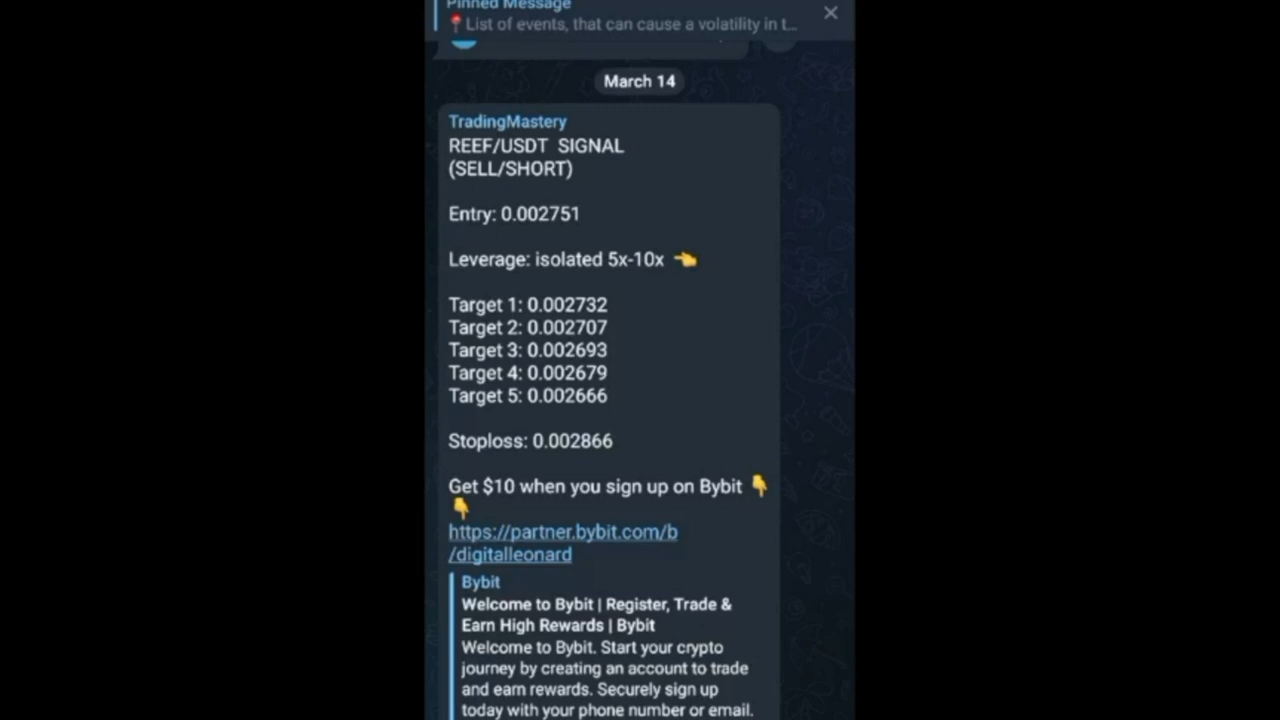 Pinned Message
📍List of events, that can cause a volatility in t...
March 14
TradingMastery
REEF/USDT SIGNAL
(SELL/SHORT)
Entry: 0.002751
Leverage: isolated 5x-10x 👈
Target 1: 0.002732
Target 2: 0.002707
Target 3: 0.002693
Target 4: 0.002679
Target 5: 0.002666
Stoploss: 0.002866
Get $10 when you sign up on Bybit 👇
👇
https://partner.bybit.com/b
/digitalleonard
Bybit
Welcome to Bybit | Register, Trade &
Earn High Rewards | Bybit
Welcome to Bybit. Start your crypto
journey by creating an account to trade
and earn rewards. Securely sign up
today with your phone number or email.